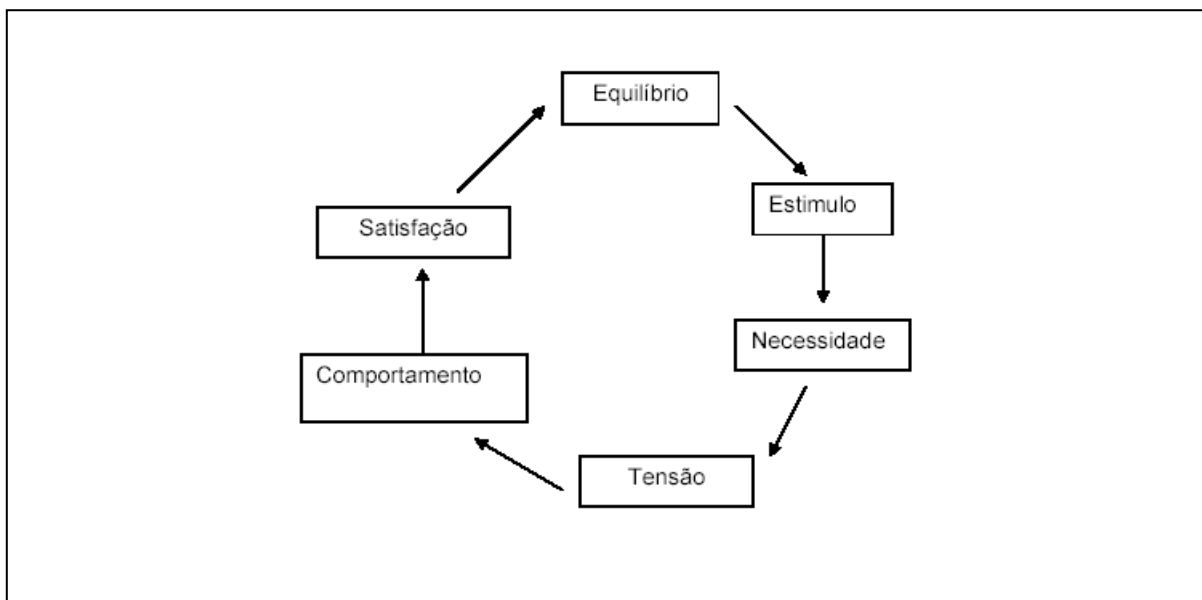 Equilíbrio
Estimulo
Necessidade
Tensão
Comportamento
Satisfação